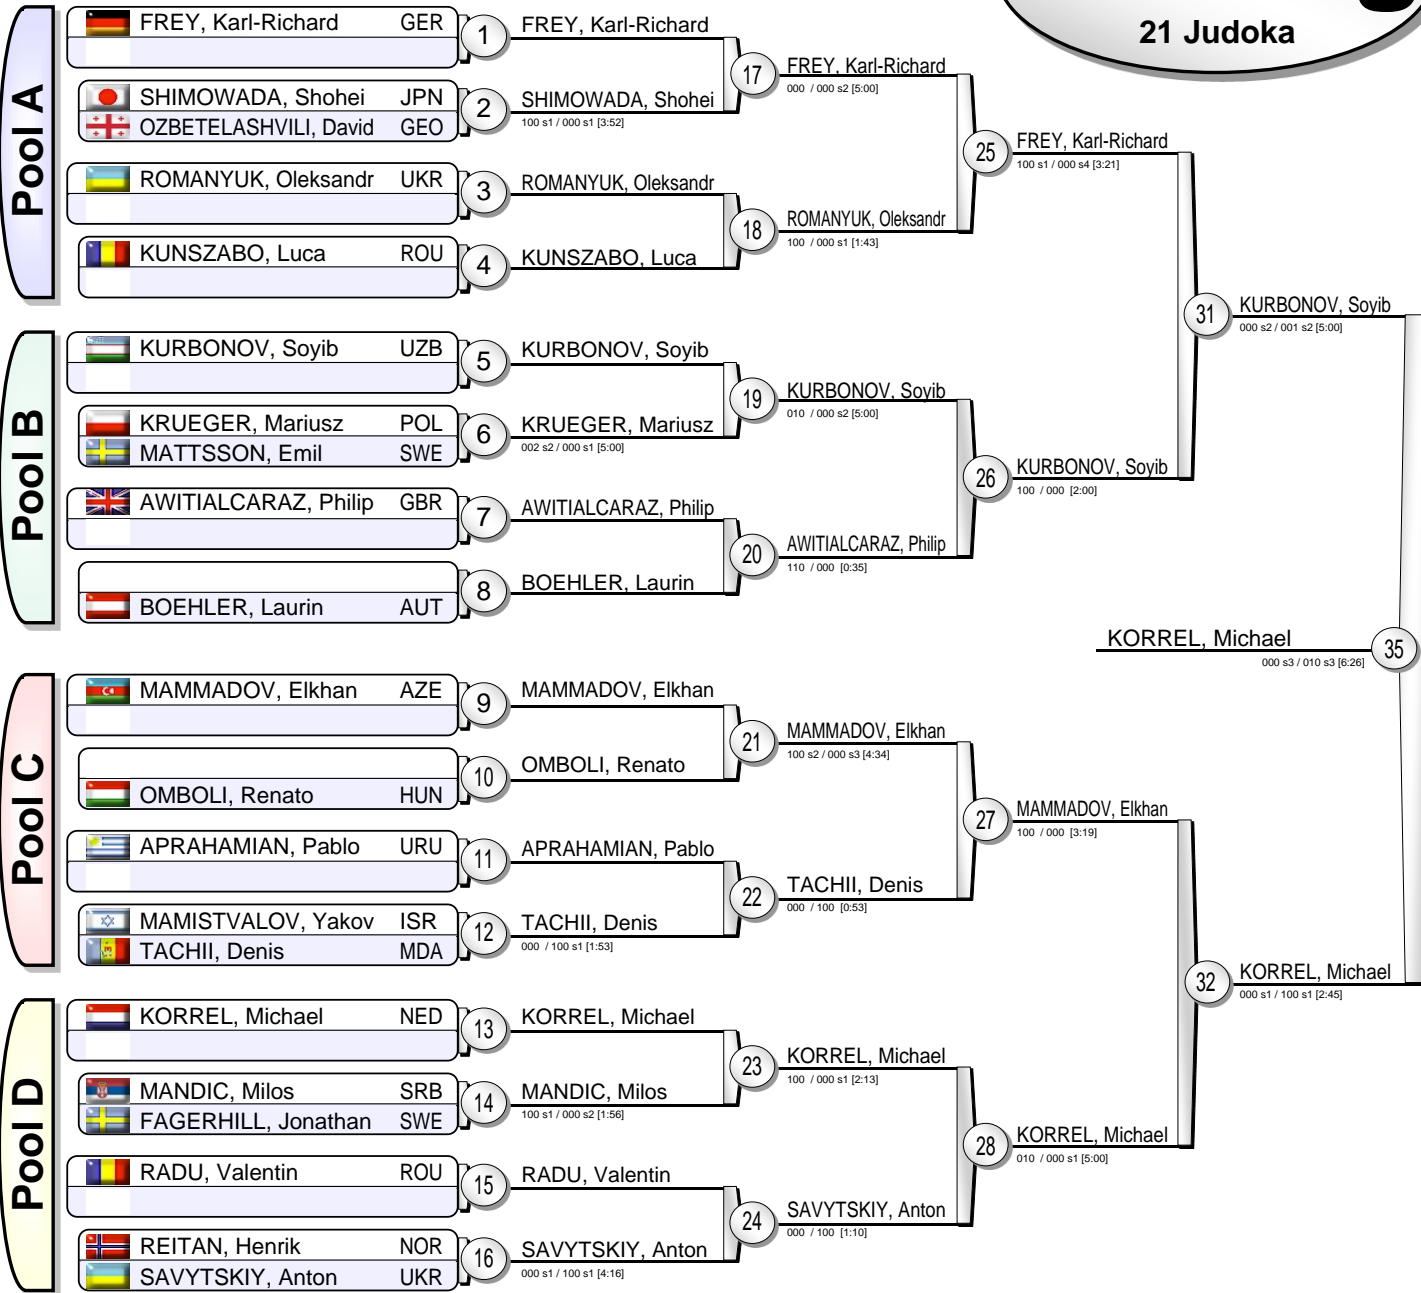 21 Judoka
Pool A
FREY, Karl-Richard GER
1
FREY, Karl-Richard
SHIMOWADA, Shohei JPN
OZBETELASHVILI, David GEO
2
SHIMOWADA, Shohei
100 s1 / 000 s1 [3:52]
17
FREY, Karl-Richard
000 / 000 s2 [5:00]
ROMANYUK, Oleksandr UKR
3
ROMANYUK, Oleksandr
KUNSZABO, Luca ROU
4
KUNSZABO, Luca
18
ROMANYUK, Oleksandr
100 / 000 s1 [1:43]
25
FREY, Karl-Richard
100 s1 / 000 s4 [3:21]
Pool B
KURBONOV, Soyib UZB
5
KURBONOV, Soyib
KRUEGER, Mariusz POL
MATTSSON, Emil SWE
6
KRUEGER, Mariusz
002 s2 / 000 s1 [5:00]
19
KURBONOV, Soyib
010 / 000 s2 [5:00]
AWITIALCARAZ, Philip GBR
7
AWITIALCARAZ, Philip
BOEHLER, Laurin AUT
8
BOEHLER, Laurin
20
AWITIALCARAZ, Philip
110 / 000 [0:35]
26
KURBONOV, Soyib
100 / 000 [2:00]
31
KURBONOV, Soyib
000 s2 / 001 s2 [5:00]
KORREL, Michael
000 s3 / 010 s3 [6:26]
35
Pool C
MAMMADOV, Elkhan AZE
9
MAMMADOV, Elkhan
OMBOLI, Renato HUN
10
OMBOLI, Renato
21
MAMMADOV, Elkhan
100 s2 / 000 s3 [4:34]
APRAHAMIAN, Pablo URU
11
APRAHAMIAN, Pablo
MAMISTVALOV, Yakov ISR
TACHII, Denis MDA
12
TACHII, Denis
000 / 100 s1 [1:53]
22
TACHII, Denis
000 / 100 [0:53]
27
MAMMADOV, Elkhan
100 / 000 [3:19]
Pool D
KORREL, Michael NED
13
KORREL, Michael
MANDIC, Milos SRB
FAGERHILL, Jonathan SWE
14
MANDIC, Milos
100 s1 / 000 s2 [1:56]
23
KORREL, Michael
100 / 000 s1 [2:13]
RADU, Valentin ROU
15
RADU, Valentin
REITAN, Henrik NOR
SAVYTSKIY, Anton UKR
16
SAVYTSKIY, Anton
000 s1 / 100 s1 [4:16]
24
SAVYTSKIY, Anton
000 / 100 [1:10]
28
KORREL, Michael
010 / 000 s1 [5:00]
32
KORREL, Michael
000 s1 / 100 s1 [2:45]